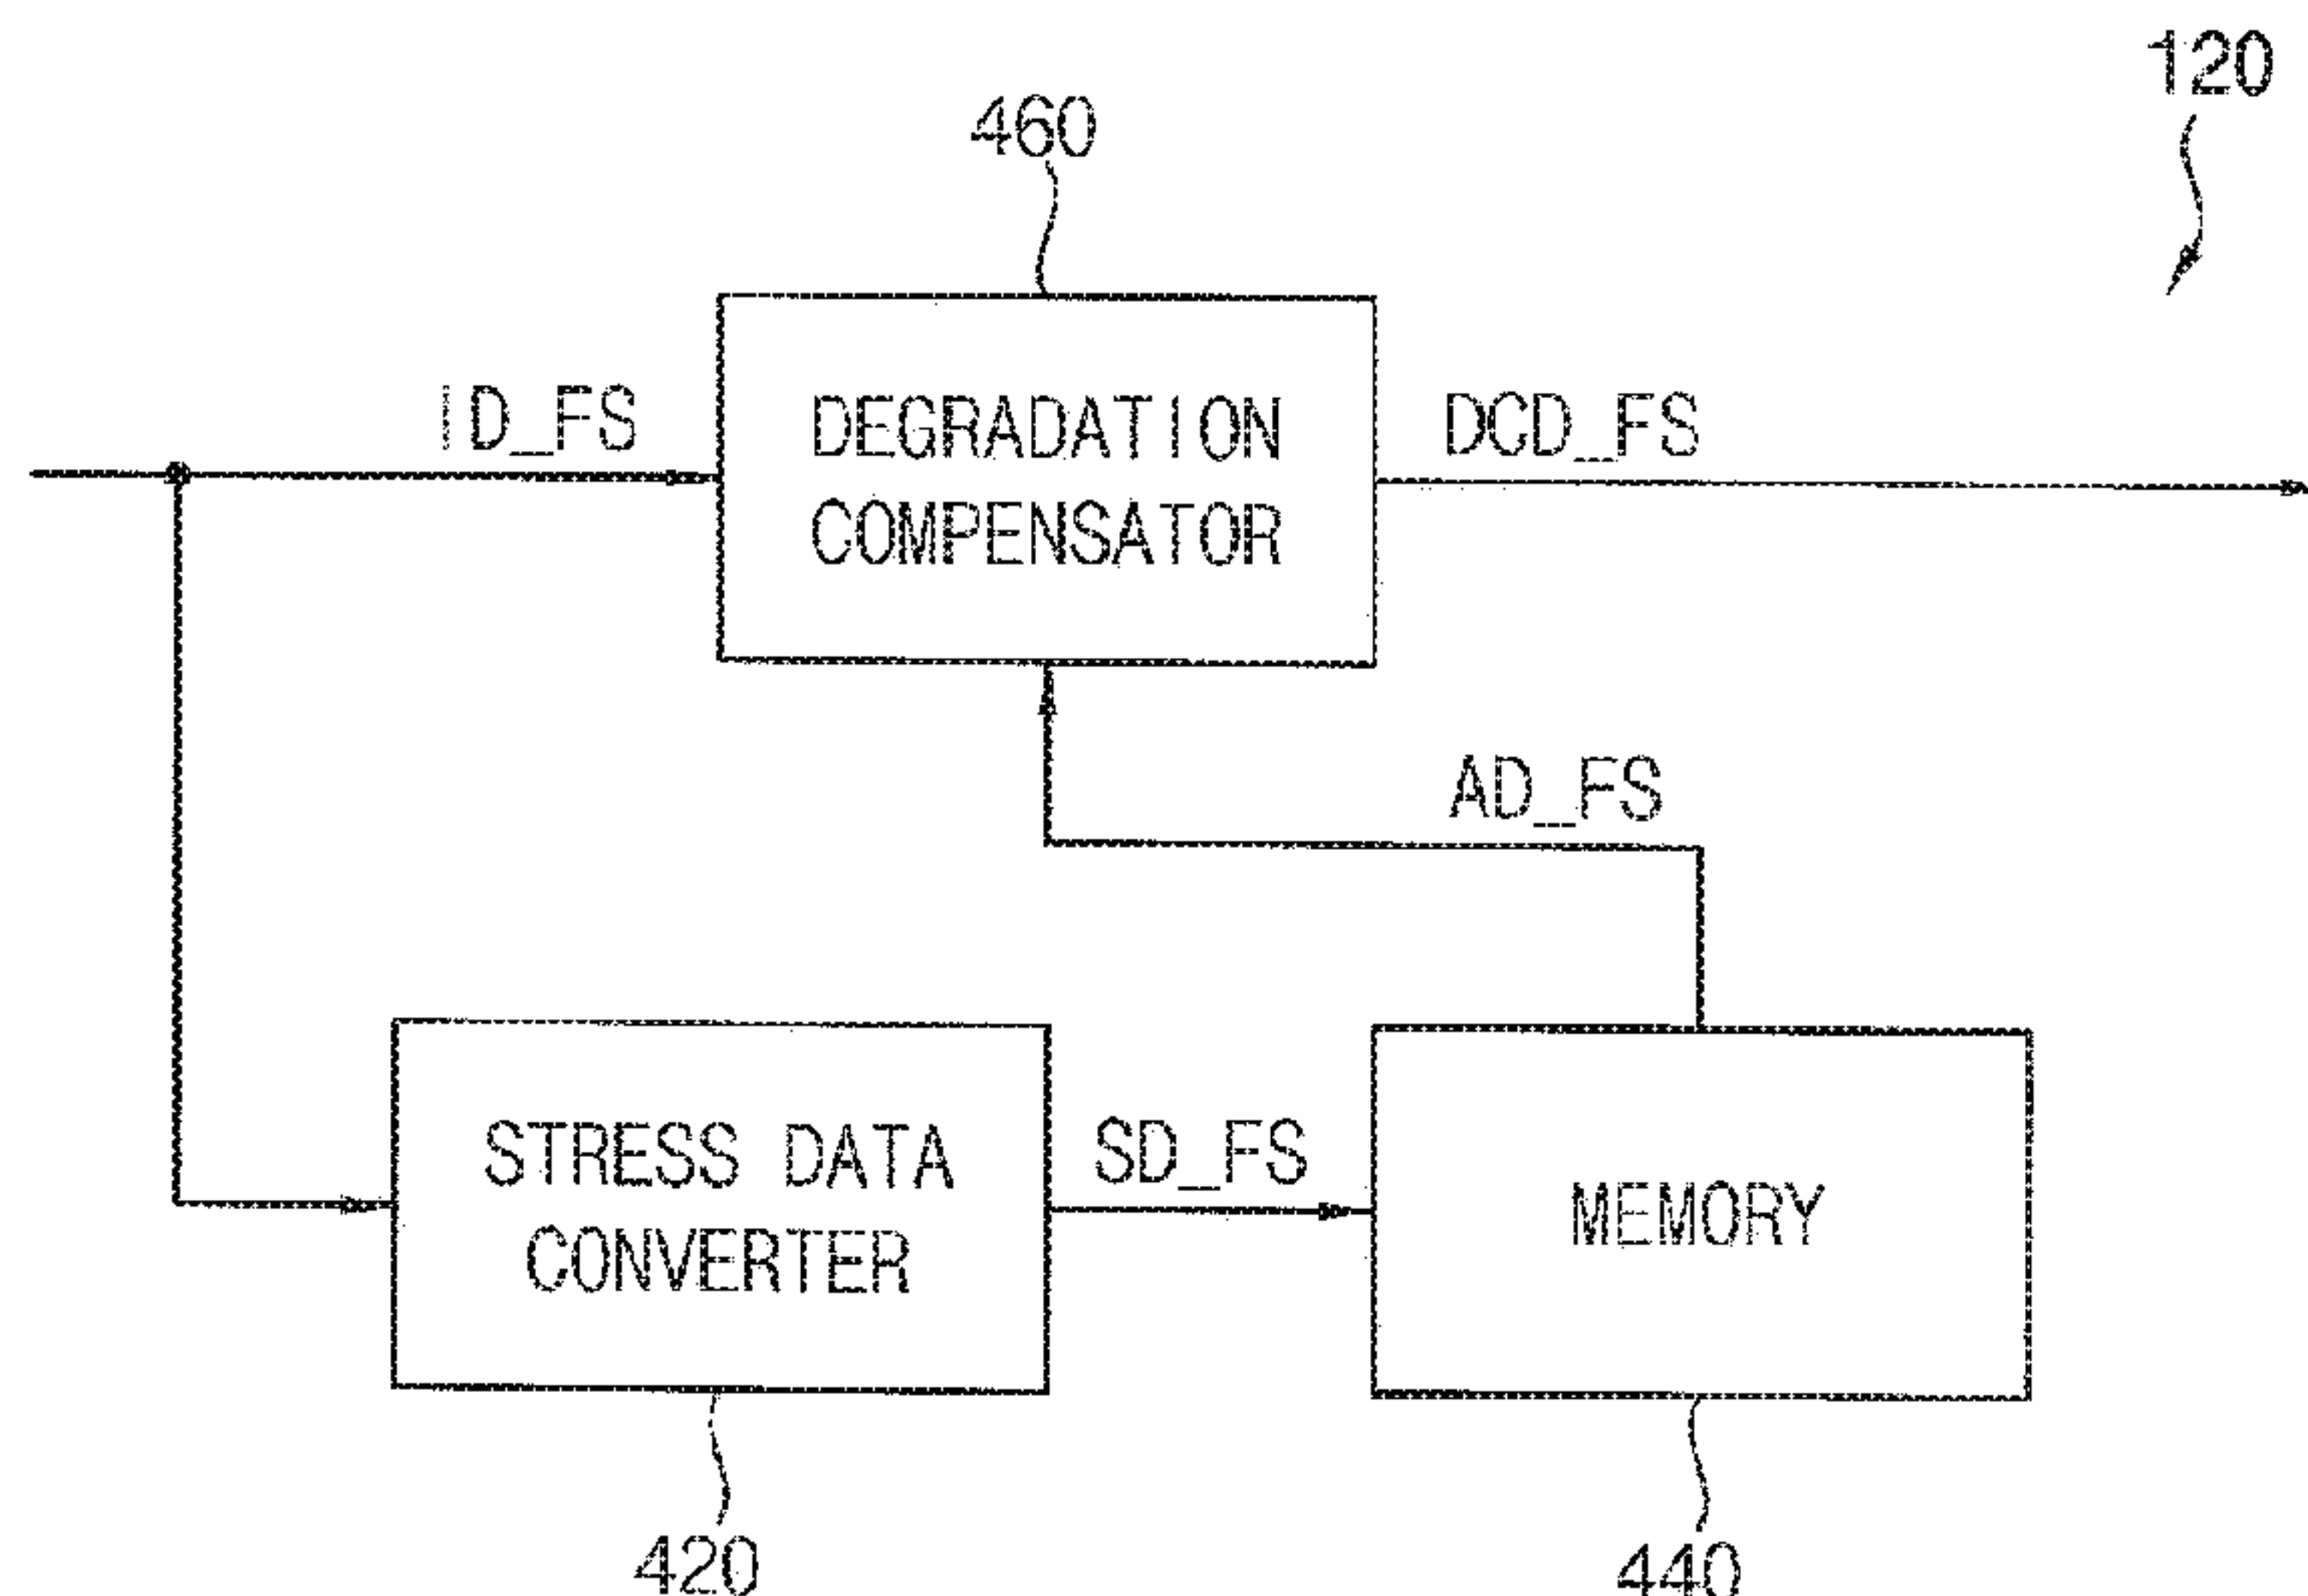 120
460
ID_FS
DEGRADATION
COMPENSATOR
DCD_FS
AD_FS
STRESS DATA
CONVERTER
SD_FS
MEMORY
420
440